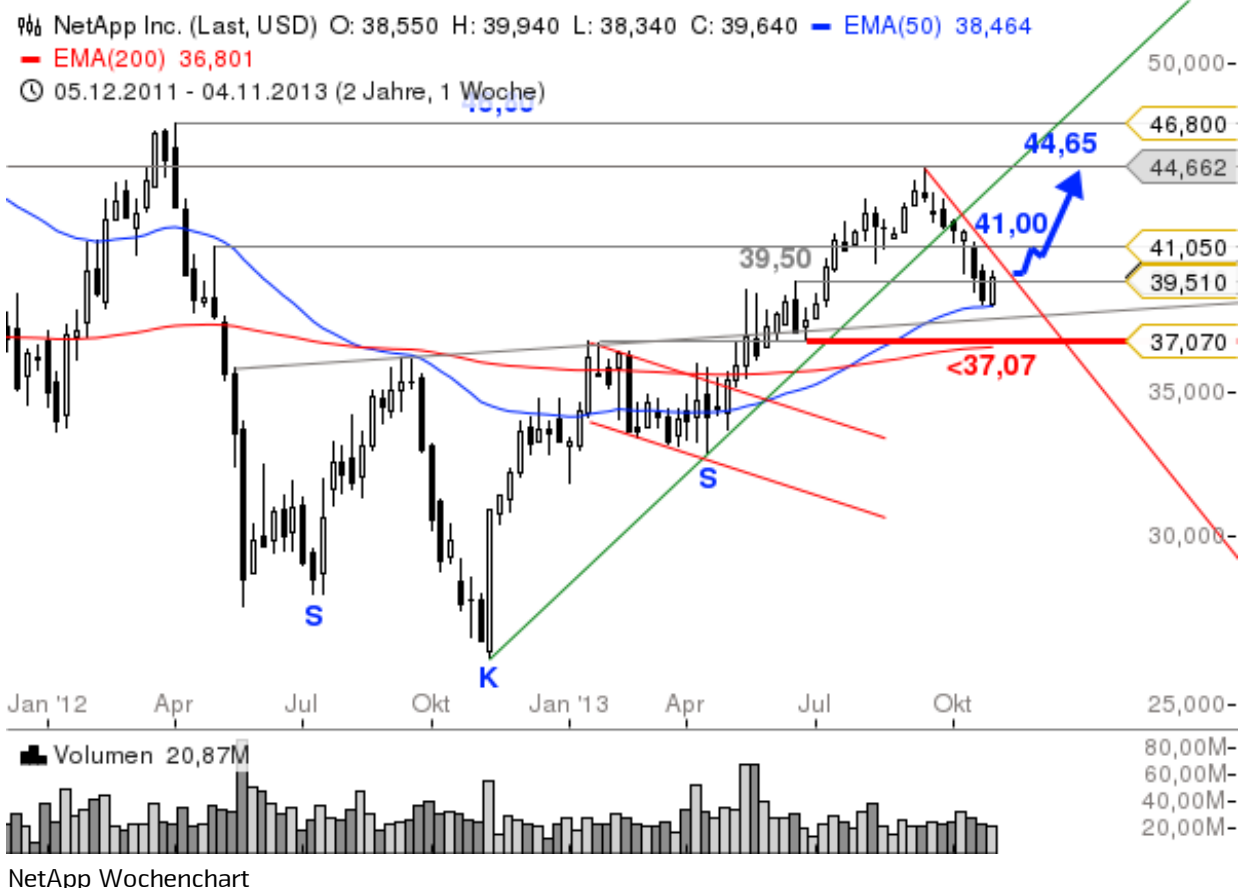 NetApp Inc. (Last, USD) O: 38,550 H: 39,940 L: 38,340 C: 39,640 EMA(50) 38,464
EMA(200) 36,801
05.12.2011 - 04.11.2013 (2 Jahre, 1 Woche)
50,000
46,800
44,65
44,662
41,00
41,050
39,50
39,510
37,070
<37,07
35,000
S
30,000
S
K
Jan '12 Apr Jul Okt Jan '13 Apr Jul Okt 25,000
Volumen 20,87M
80,00M
60,00M
40,00M
20,00M
NetApp Wochenchart